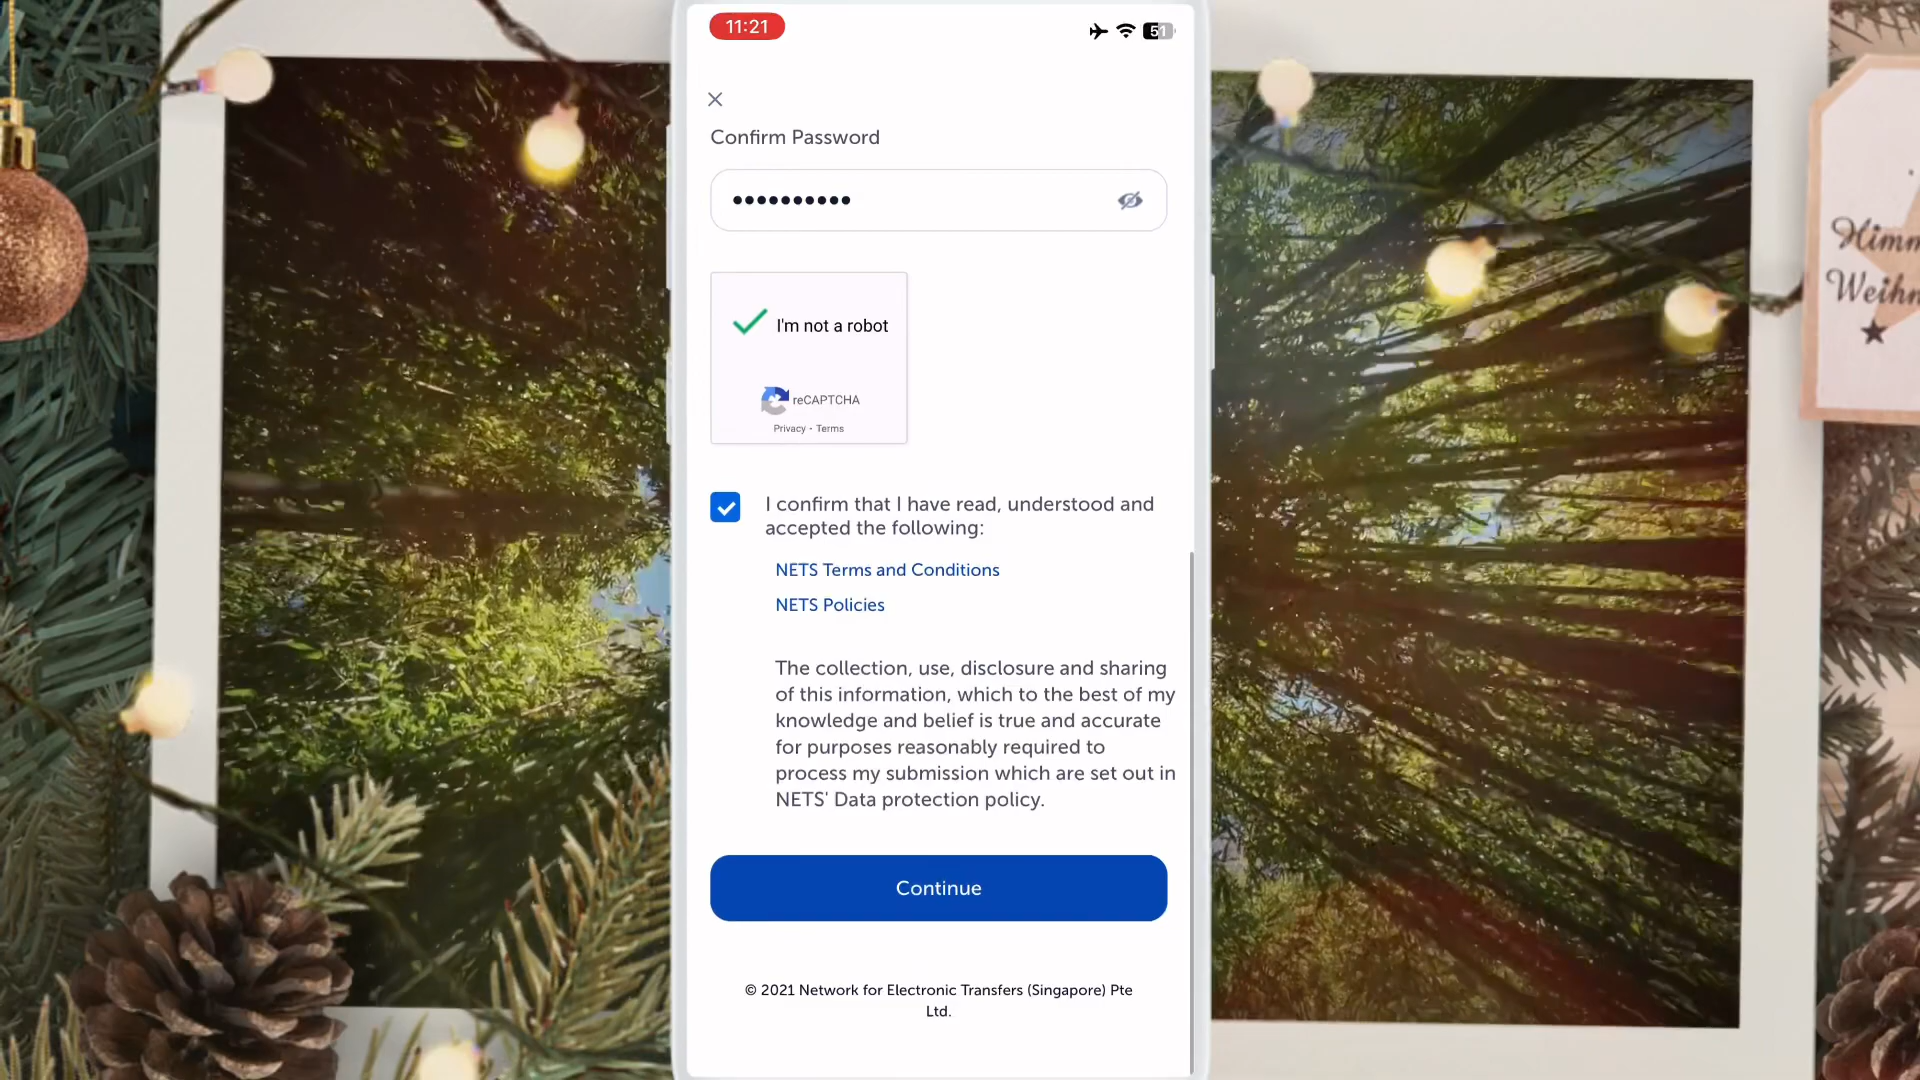 11:21
51
Confirm Password
I'm not a robot
reCAPTCHA
Privacy - Terms
I confirm that I have read, understood and
accepted the following:
NETS Terms and Conditions
NETS Policies
The collection, use, disclosure and sharing
of this information, which to the best of my
knowledge and belief is true and accurate
for purposes reasonably required to
process my submission which are set out in
NETS' Data protection policy.
Continue
© 2021 Network for Electronic Transfers (Singapore) Pte
Ltd.